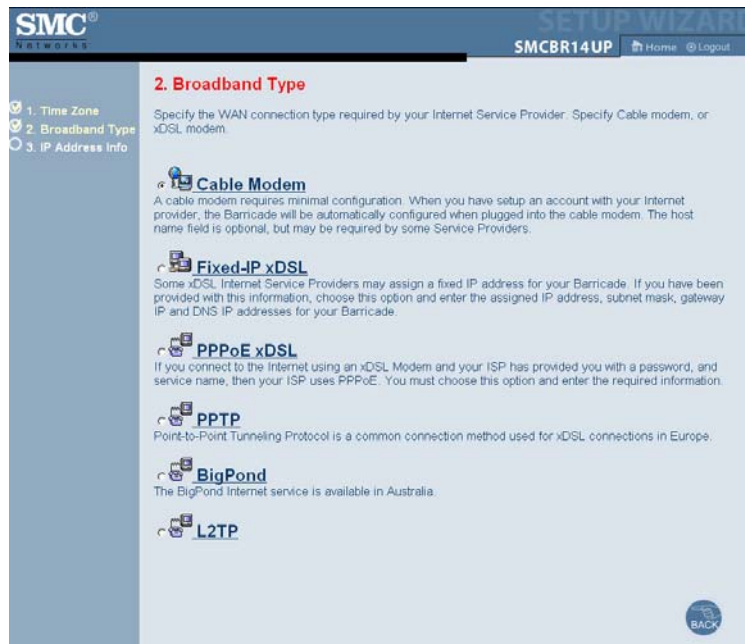 SMC®
Networks
SETUP WIZAR
SMCBR14UP
Home
Logout
1. Time Zone
2. Broadband Type
3. IP Address Info
2. Broadband Type
Specify the WAN connection type required by your Internet Service Provider. Specify Cable modem, or
xDSL modem.
Cable Modem
A cable modem requires minimal configuration. When you have setup an account with your Internet
provider, the Barricade will be automatically configured when plugged into the cable modem. The host
name field is optional, but may be required by some Service Providers.
Fixed-IP xDSL
Some xDSL Internet Service Providers may assign a fixed IP address for your Barricade. If you have been
provided with this information, choose this option and enter the assigned IP address, subnet mask, gateway
IP and DNS IP addresses for your Barricade.
PPPoE xDSL
If you connect to the Internet using an xDSL Modem and your ISP has provided you with a password, and
service name, then your ISP uses PPPoE. You must choose this option and enter the required information.
PPTP
Point-to-Point Tunneling Protocol is a common connection method used for xDSL connections in Europe.
BigPond
The BigPond Internet service is available in Australia.
L2TP
BACK